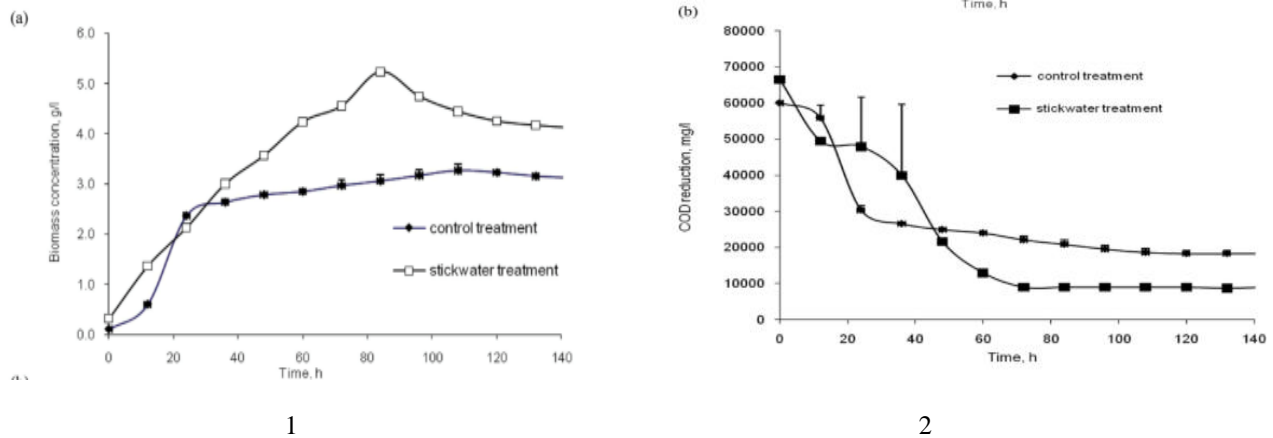 (a)
6.0
5.0
4.0
3.0
2.0
1.0
0.0
Biomass concentration, g/l
control treatment
stickwater treatment
0 20 40 60 80 100 120 140
Time, h
Time, h
(b)
80000
70000
60000
50000
40000
30000
20000
10000
0
COD reduction, mg/l
control treatment
stickwater treatment
0 20 40 60 80 100 120 140
Time, h
1
2